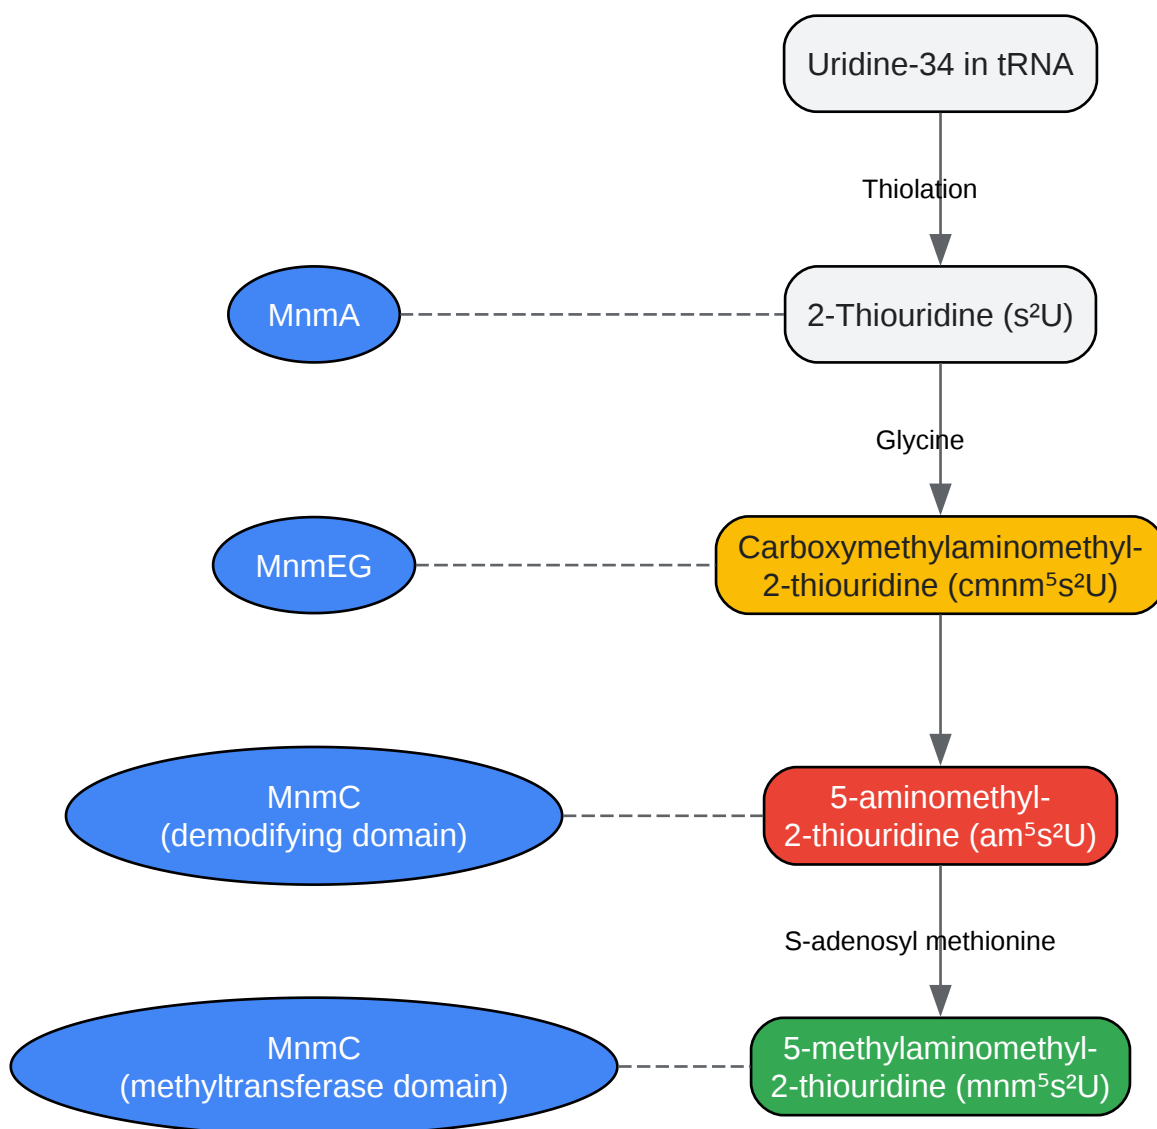 Uridine-34 in tRNA
Thiolation
MnmA
2-Thiouridine (s²U)
Glycine
MnmEG
Carboxymethylaminomethyl-
2-thiouridine (cmnm⁵s²U)
MnmC
(demodifying domain)
5-aminomethyl-
2-thiouridine (am⁵s²U)
S-adenosyl methionine
MnmC
(methyltransferase domain)
5-methylaminomethyl-
2-thiouridine (mnm⁵s²U)